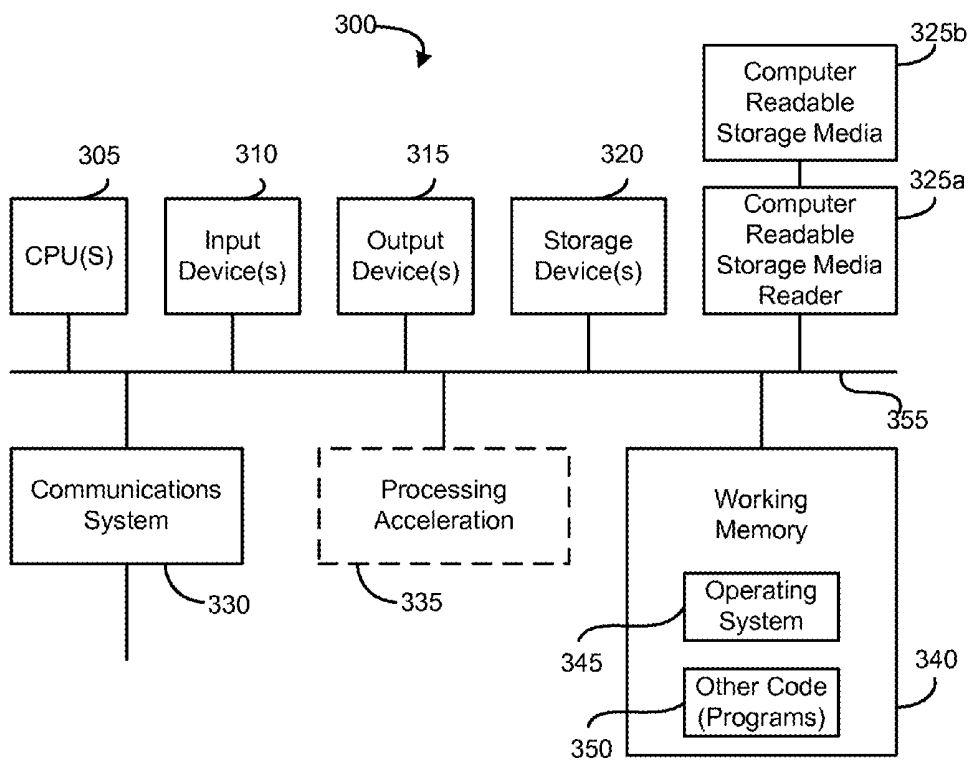 300
325b
Computer
Readable
Storage Media
305
310
315
320
325a
CPU(S)
Input
Device(s)
Output
Device(s)
Storage
Device(s)
Computer
Readable
Storage Media
Reader
355
Communications
System
Processing
Acceleration
Working
Memory
330
335
Operating
System
345
340
Other Code
(Programs)
350